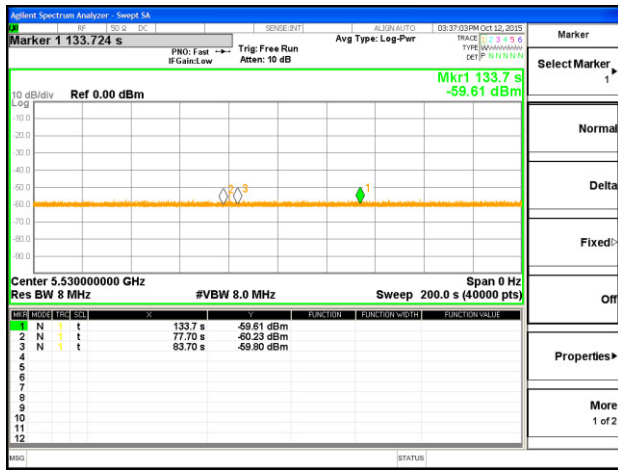 Agilent Spectrum Analyzer - Swept SA
RF 50 Ω DC SENSE:INT ALIGN AUTO 03:37:03 PM Oct 12, 2015
Marker 1 133.724 s
PNO: Fast Trig: Free Run Avg Type: Log-Pwr TRACE 1 2 3 4 5 6
IFGain:Low Atten: 10 dB TYPE WWWWWW
DET P N N N N N
Mkr1 133.7 s
-59.61 dBm
10 dB/div Ref 0.00 dBm
Log
-10.0
-20.0
-30.0
-40.0
-50.0
2 3 1
-60.0
-70.0
-80.0
-90.0
Center 5.530000000 GHz Span 0 Hz
Res BW 8 MHz #VBW 8.0 MHz Sweep 200.0 s (40000 pts)
MKR MODE TRC SCL X Y FUNCTION FUNCTION WIDTH FUNCTION VALUE
1 N 1 t 133.7 s -59.61 dBm
2 N 1 t 77.70 s -60.23 dBm
3 N 1 t 83.70 s -59.80 dBm
4
5
6
7
8
9
10
11
12
MSG STATUS
Marker
Select Marker
1
Normal
Delta
Fixed
Off
Properties
More
1 of 2